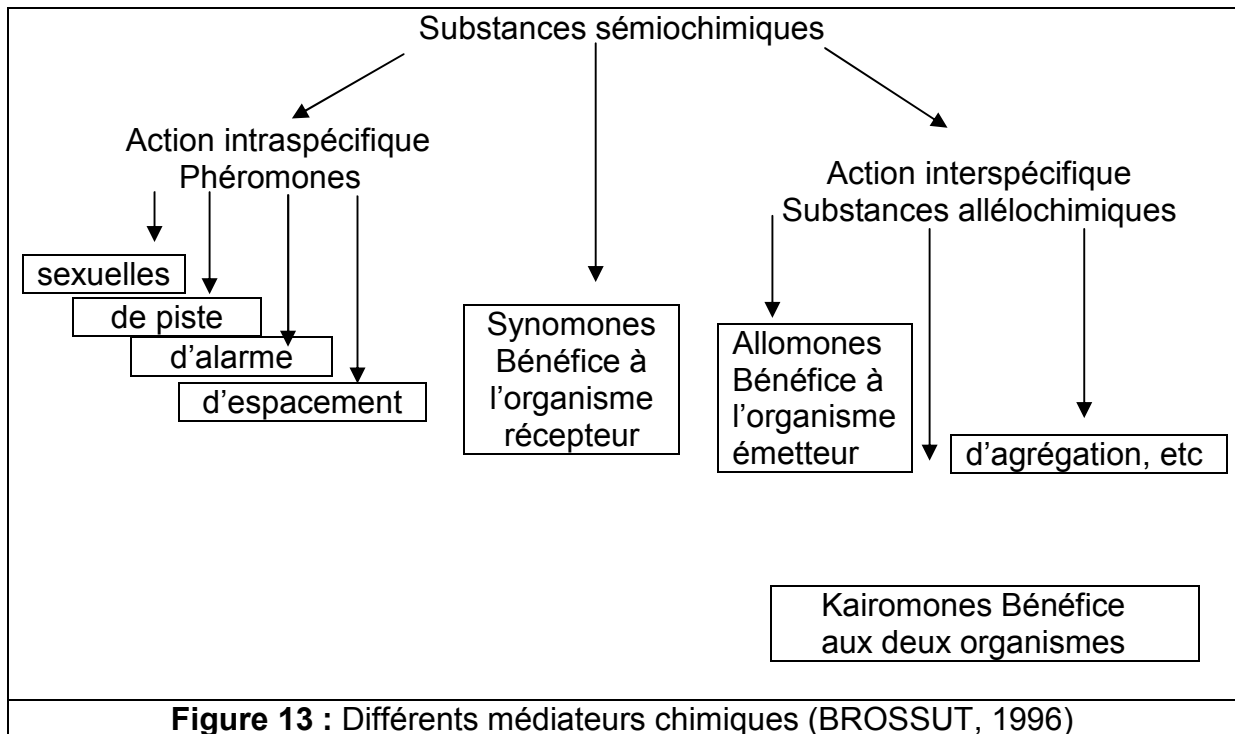 Substances sémiochimiques
Action intraspécifique
Phéromones
sexuelles
de piste
d'alarme
d'espacement
Synomones
Bénéfice à
l'organisme
récepteur
Action interspécifique
Substances allélochimiques
Allomones
Bénéfice à
l'organisme
émetteur
d'agrégation, etc
Kairomones Bénéfice
aux deux organismes
Figure 13 : Différents médiateurs chimiques (BROSSUT, 1996)